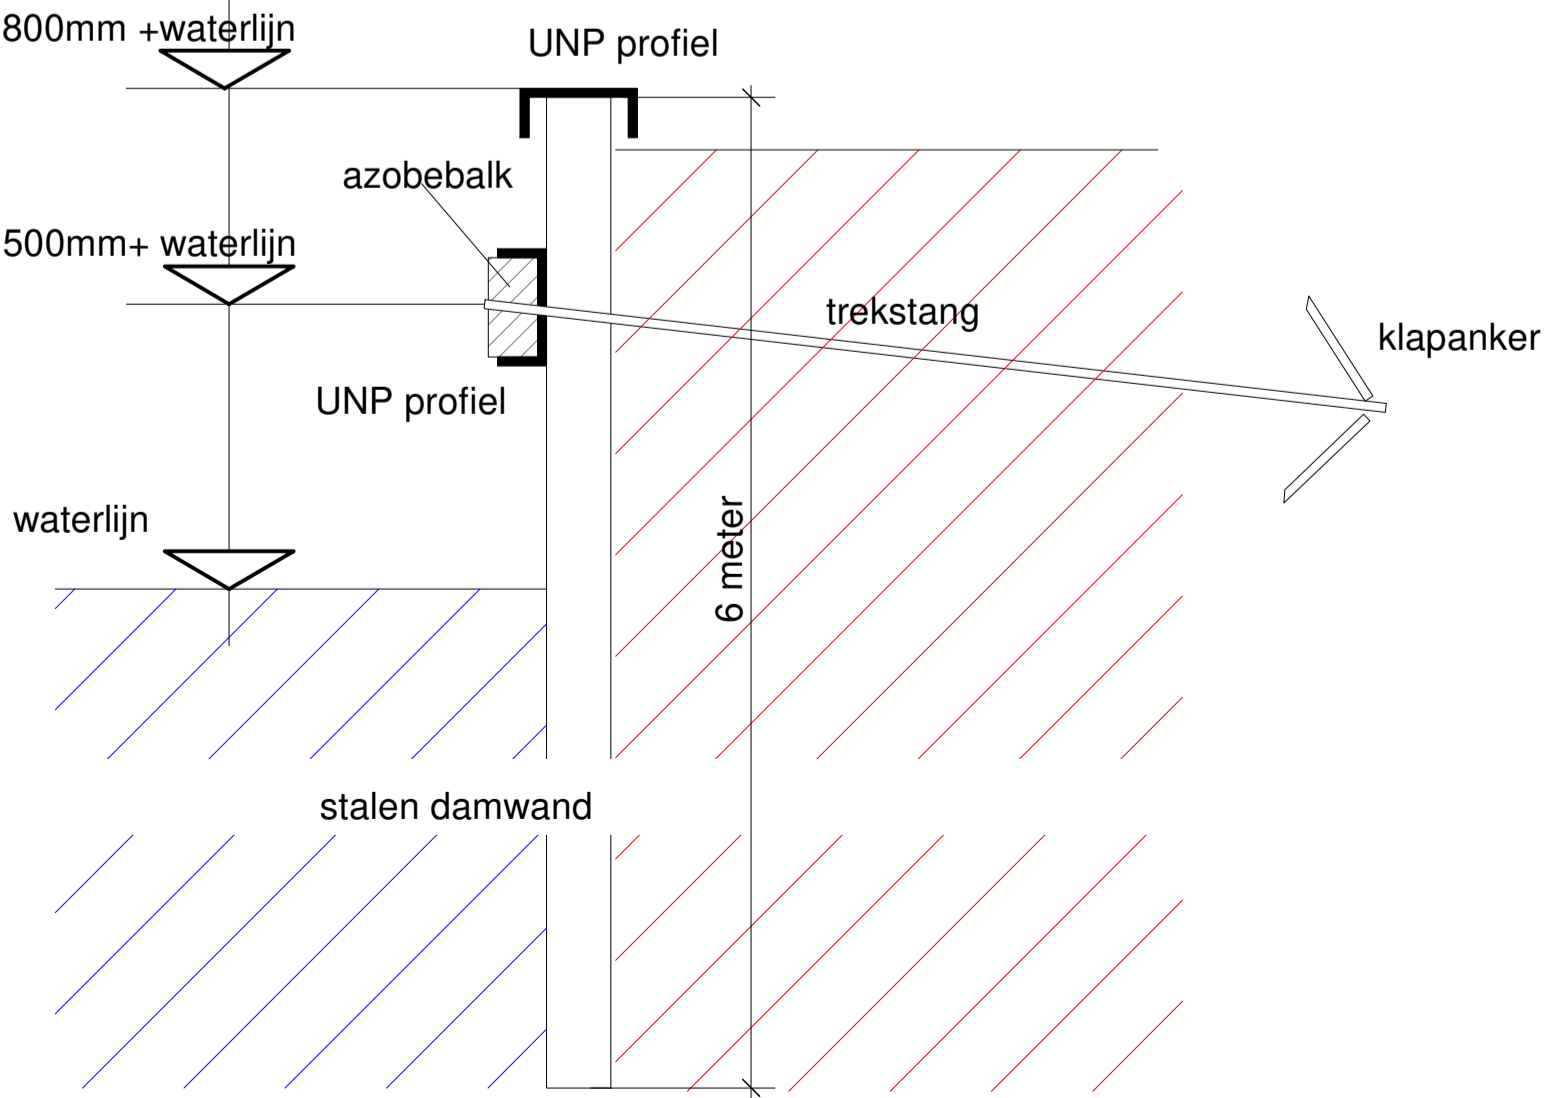 800mm +waterlijn
UNP profiel
azobebalk
500mm+ waterlijn
trekstang
klapanker
UNP profiel
waterlijn
6 meter
stalen damwand